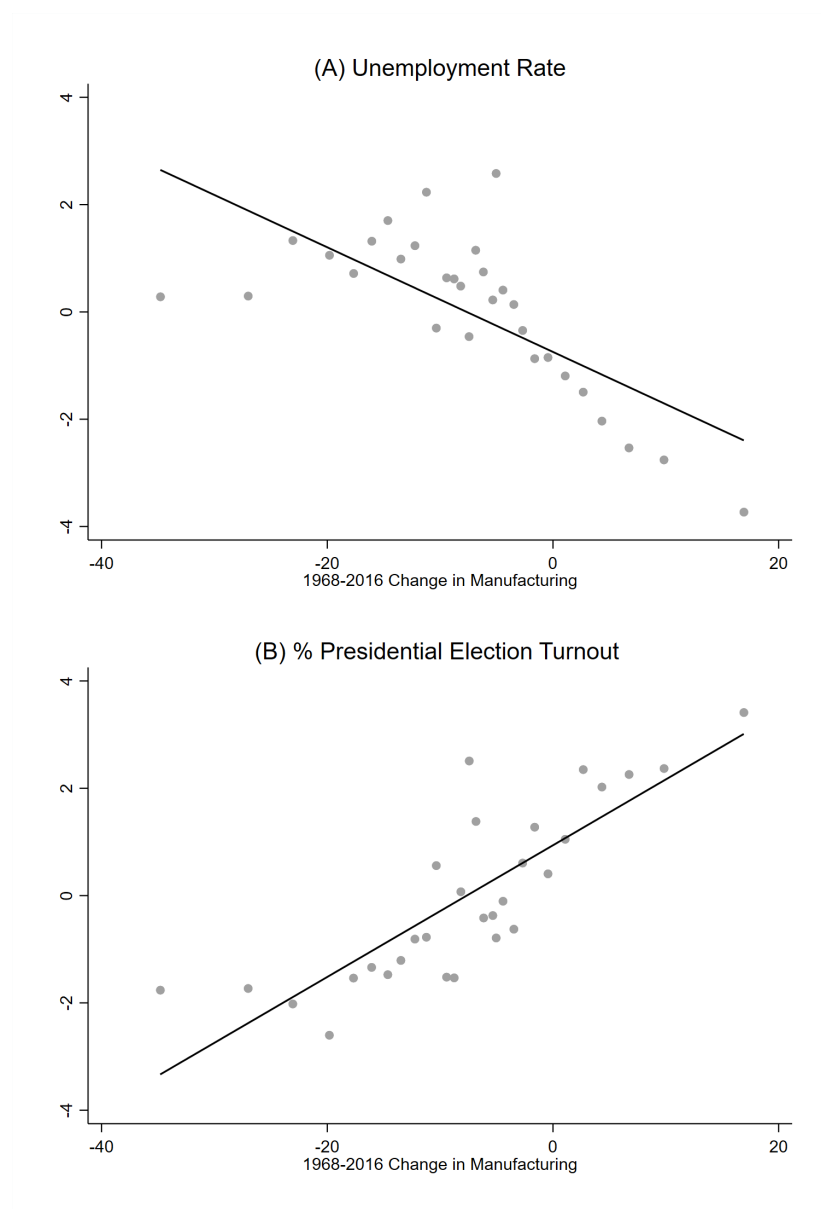 (A) Unemployment Rate
4
2
0
-2
-4
-40 -20 0 20
1968-2016 Change in Manufacturing
(B) % Presidential Election Turnout
4
2
0
-2
-4
-40 -20 0 20
1968-2016 Change in Manufacturing